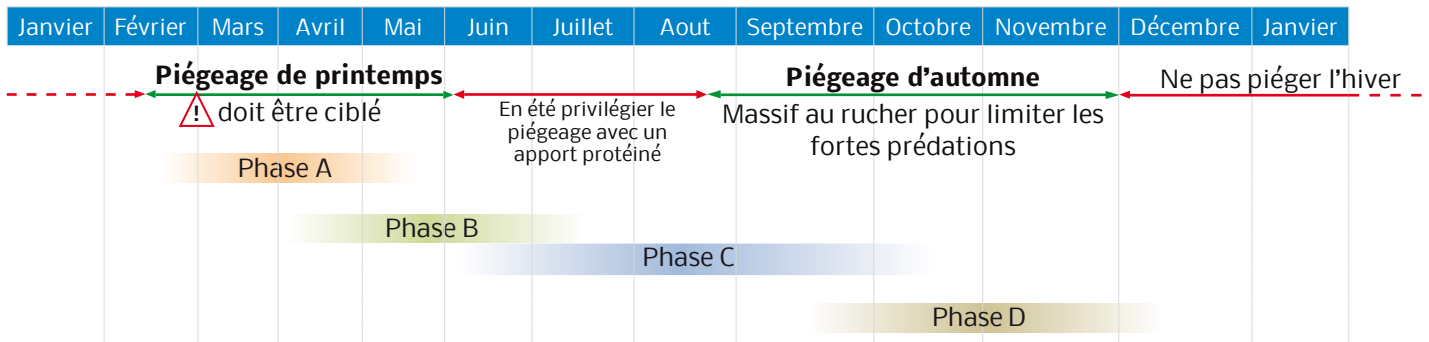 Janvier Février Mars Avril Mai Juin Juillet Aout Septembre Octobre Novembre Décembre Janvier
Piégeage de printemps
! doit être ciblé
En été privilégier le
piégeage avec un
apport protéiné
Piégeage d'automne
Massif au rucher pour limiter les
fortes prédations
Ne pas piéger l'hiver
Phase A
Phase B
Phase C
Phase D